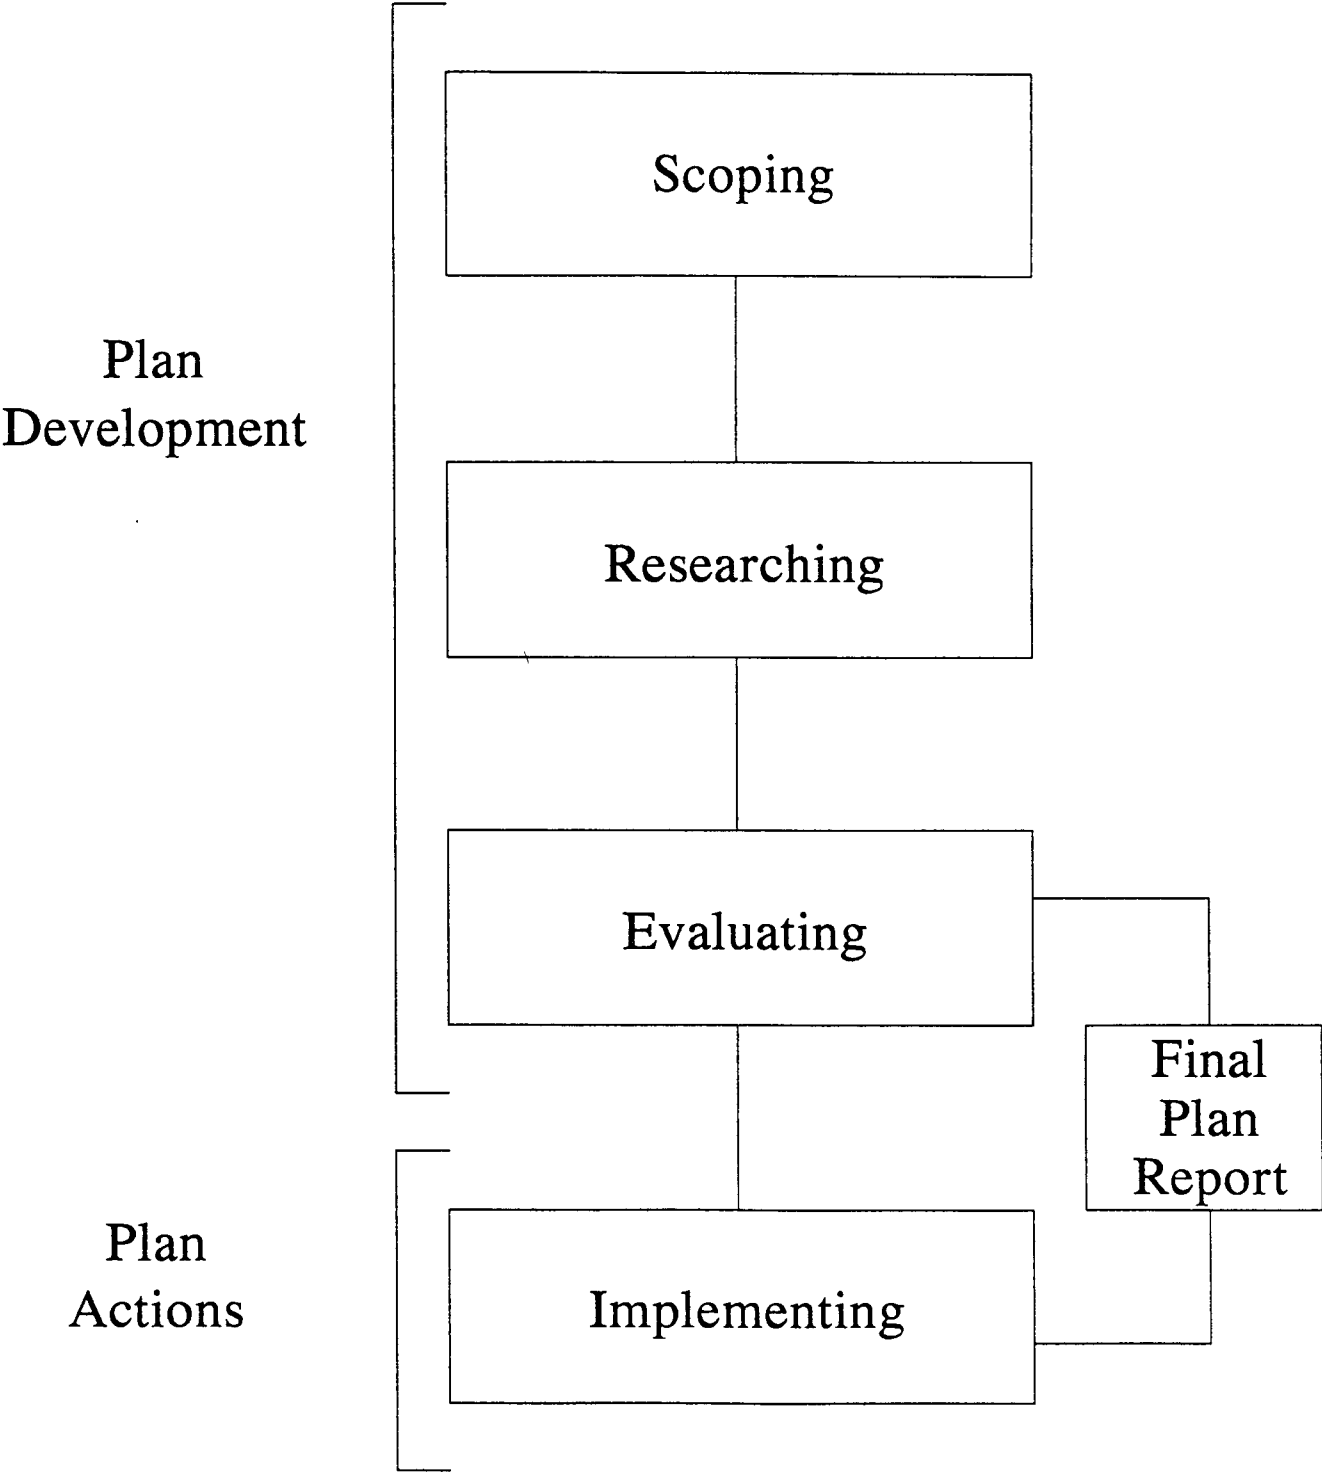 Scoping
Plan
Development
Researching
Evaluating
Final
Plan
Report
Plan
Actions
Implementing